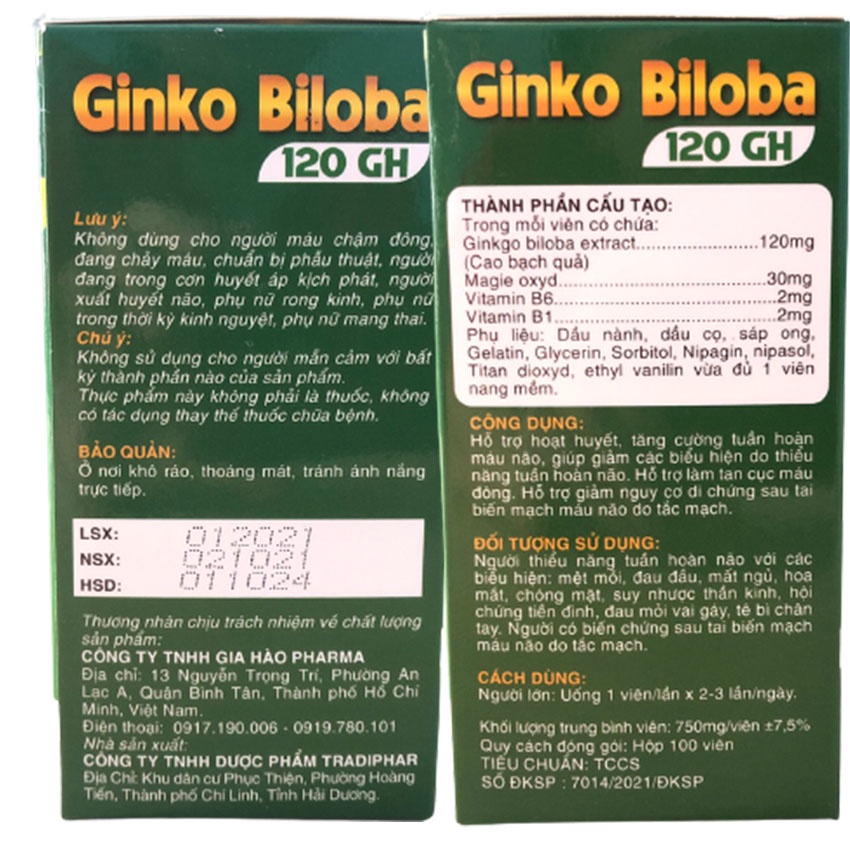 Ginko Biloba
120 GH
Lưu ý:
Không dùng cho người máu chậm đông,
đang chảy máu, chuẩn bị phẫu thuật, người
đang trong cơn huyết áp kịch phát, người
xuất huyết não, phụ nữ rong kinh, phụ nữ
trong thời kỳ kinh nguyệt, phụ nữ mang thai.
Chú ý:
Không sử dụng cho người mẫn cảm với bất
kỳ thành phần nào của sản phẩm.
Thực phẩm này không phải là thuốc, không
có tác dụng thay thế thuốc chữa bệnh.
BẢO QUẢN:
Ở nơi khô ráo, thoáng mát, tránh ánh nắng
trực tiếp.
LSX: 012021
NSX: 021021
HSD: 011024
Thương nhân chịu trách nhiệm về chất lượng
sản phẩm:
CÔNG TY TNHH GIA HÀO PHARMA
Địa chỉ: 13 Nguyễn Trọng Trí, Phường An
Lạc A, Quận Bình Tân, Thành phố Hồ Chí
Minh, Việt Nam.
Điện thoại: 0917.190.006 - 0919.780.101
Nhà sản xuất:
CÔNG TY TNHH DƯỢC PHẨM TRADIPHAR
Địa Chỉ: Khu dân cư Phục Thiện, Phường Hoàng
Tiến, Thành phố Chí Linh, Tỉnh Hải Dương.
Ginko Biloba
120 GH
THÀNH PHẦN CẤU TẠO:
Trong mỗi viên có chứa:
Ginkgo biloba extract..............................120mg
(Cao bạch quả)
Magie oxyd.............................................30mg
Vitamin B6.................................................2mg
Vitamin B1.................................................2mg
Phụ liệu: Dầu nành, dầu cọ, sáp ong,
Gelatin, Glycerin, Sorbitol, Nipagin, nipasol,
Titan dioxyd, ethyl vanilin vừa đủ 1 viên
nang mềm.
CÔNG DỤNG:
Hỗ trợ hoạt huyết, tăng cường tuần hoàn
máu não, giúp giảm các biểu hiện do thiểu
năng tuần hoàn não. Hỗ trợ làm tan cục máu
đông. Hỗ trợ giảm nguy cơ di chứng sau tai
biến mạch máu não do tắc mạch.
ĐỐI TƯỢNG SỬ DỤNG:
Người thiểu năng tuần hoàn não với các
biểu hiện: mệt mỏi, đau đầu, mất ngủ, hoa
mắt, chóng mặt, suy nhược thần kinh, hội
chứng tiền đình, đau mỏi vai gáy, tê bì chân
tay. Người có biến chứng sau tai biến mạch
máu não do tắc mạch.
CÁCH DÙNG:
Người lớn: Uống 1 viên/lần x 2-3 lần/ngày.
Khối lượng trung bình viên: 750mg/viên ±7,5%
Quy cách đóng gói: Hộp 100 viên
TIÊU CHUẨN: TCCS
SỐ ĐKSP : 7014/2021/ĐKSP